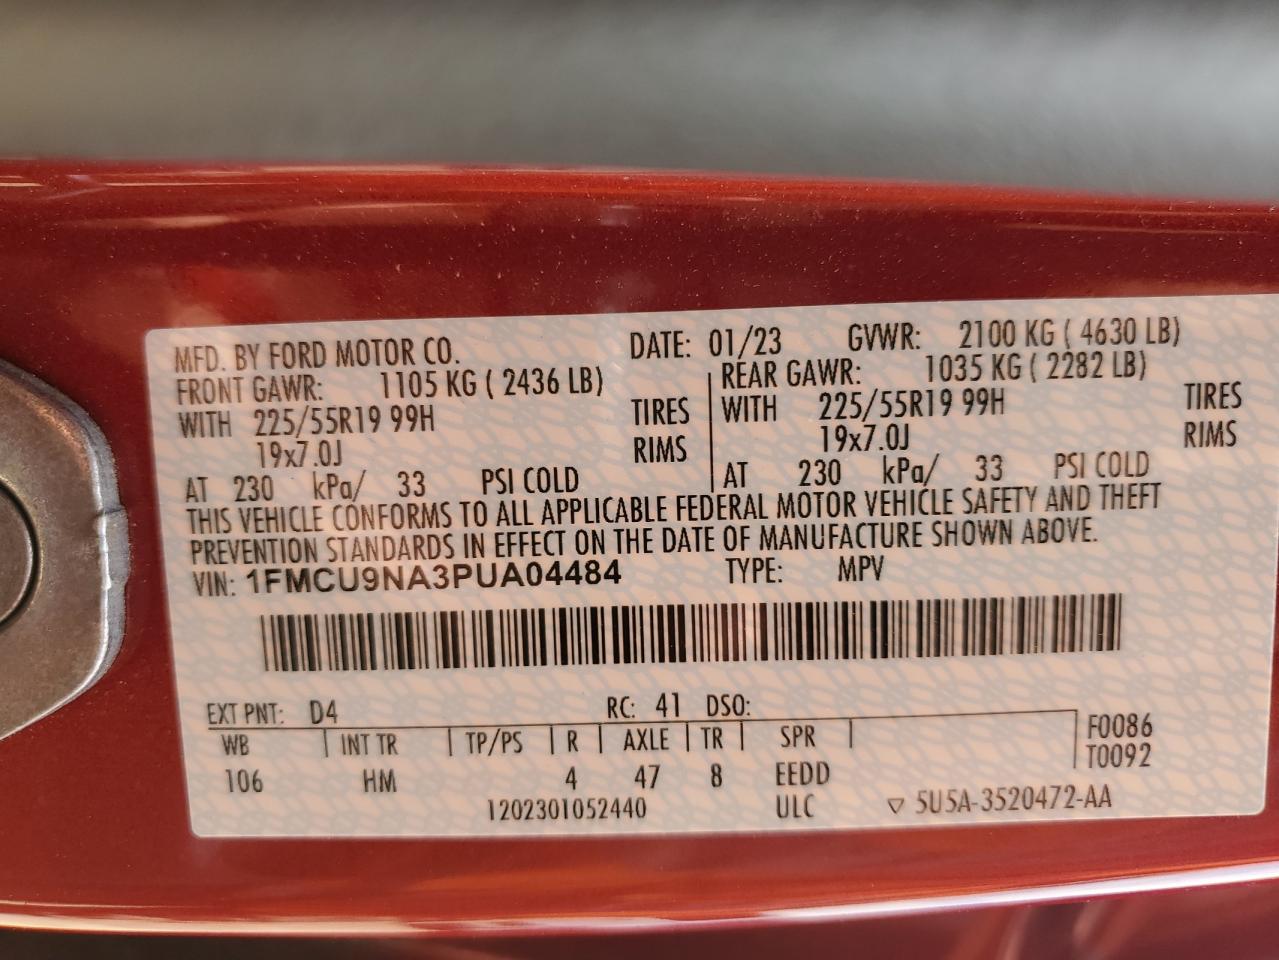 MFD. BY FORD MOTOR CO. DATE: 01/23 GVWR: 2100 KG ( 4630 LB)
FRONT GAWR: 1105 KG ( 2436 LB) REAR GAWR: 1035 KG ( 2282 LB)
WITH 225/55R19 99H TIRES WITH 225/55R19 99H TIRES
19x7.0J RIMS 19x7.0J RIMS
AT 230 kPa/ 33 PSI COLD AT 230 kPa/ 33 PSI COLD
THIS VEHICLE CONFORMS TO ALL APPLICABLE FEDERAL MOTOR VEHICLE SAFETY AND THEFT
PREVENTION STANDARDS IN EFFECT ON THE DATE OF MANUFACTURE SHOWN ABOVE.
VIN: 1FMCU9NA3PUA04484 TYPE: MPV
EXT PNT: D4 RC: 41 DSO:
WB INT TR TP/PS R AXLE TR SPR F0086
T0092
106 HM 4 47 8 EEDD
1202301052440 ULC ▽ 5U5A-3520472-AA